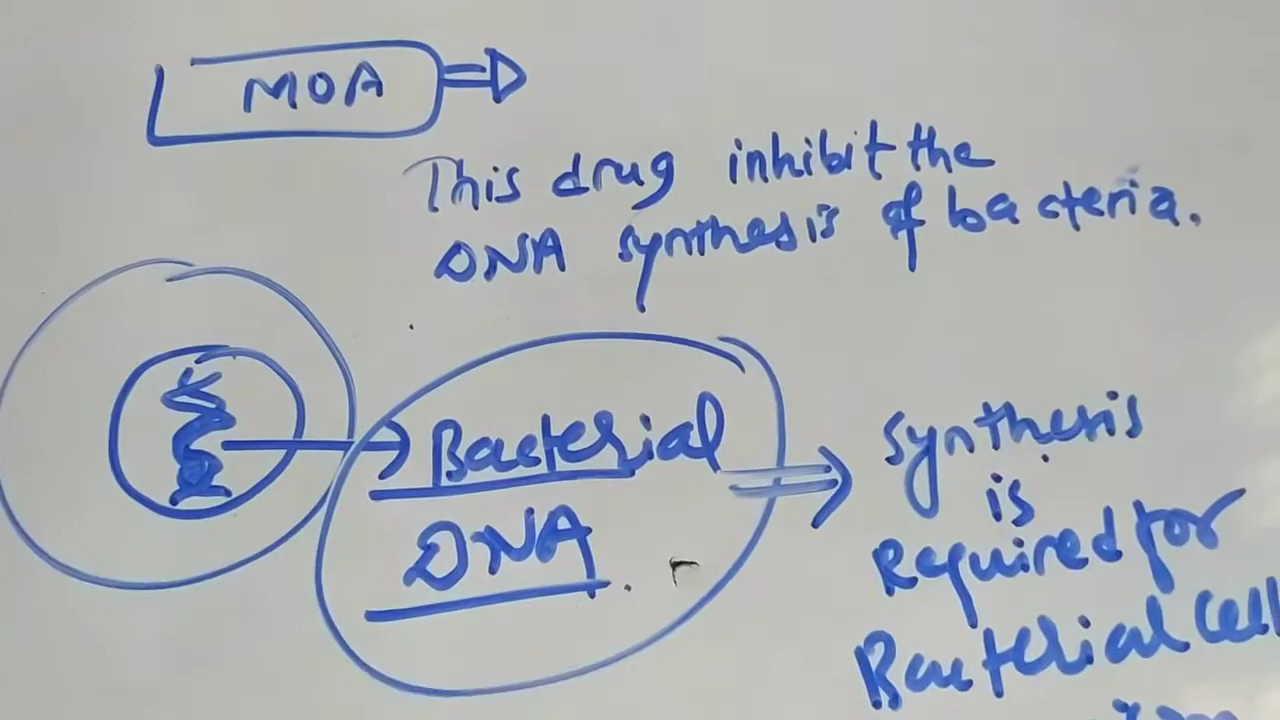 MOA
This drug inhibit the
DNA synthesis of bacteria.
Bacterial
DNA.
Synthesis
is
Required for
Bacterial Cell